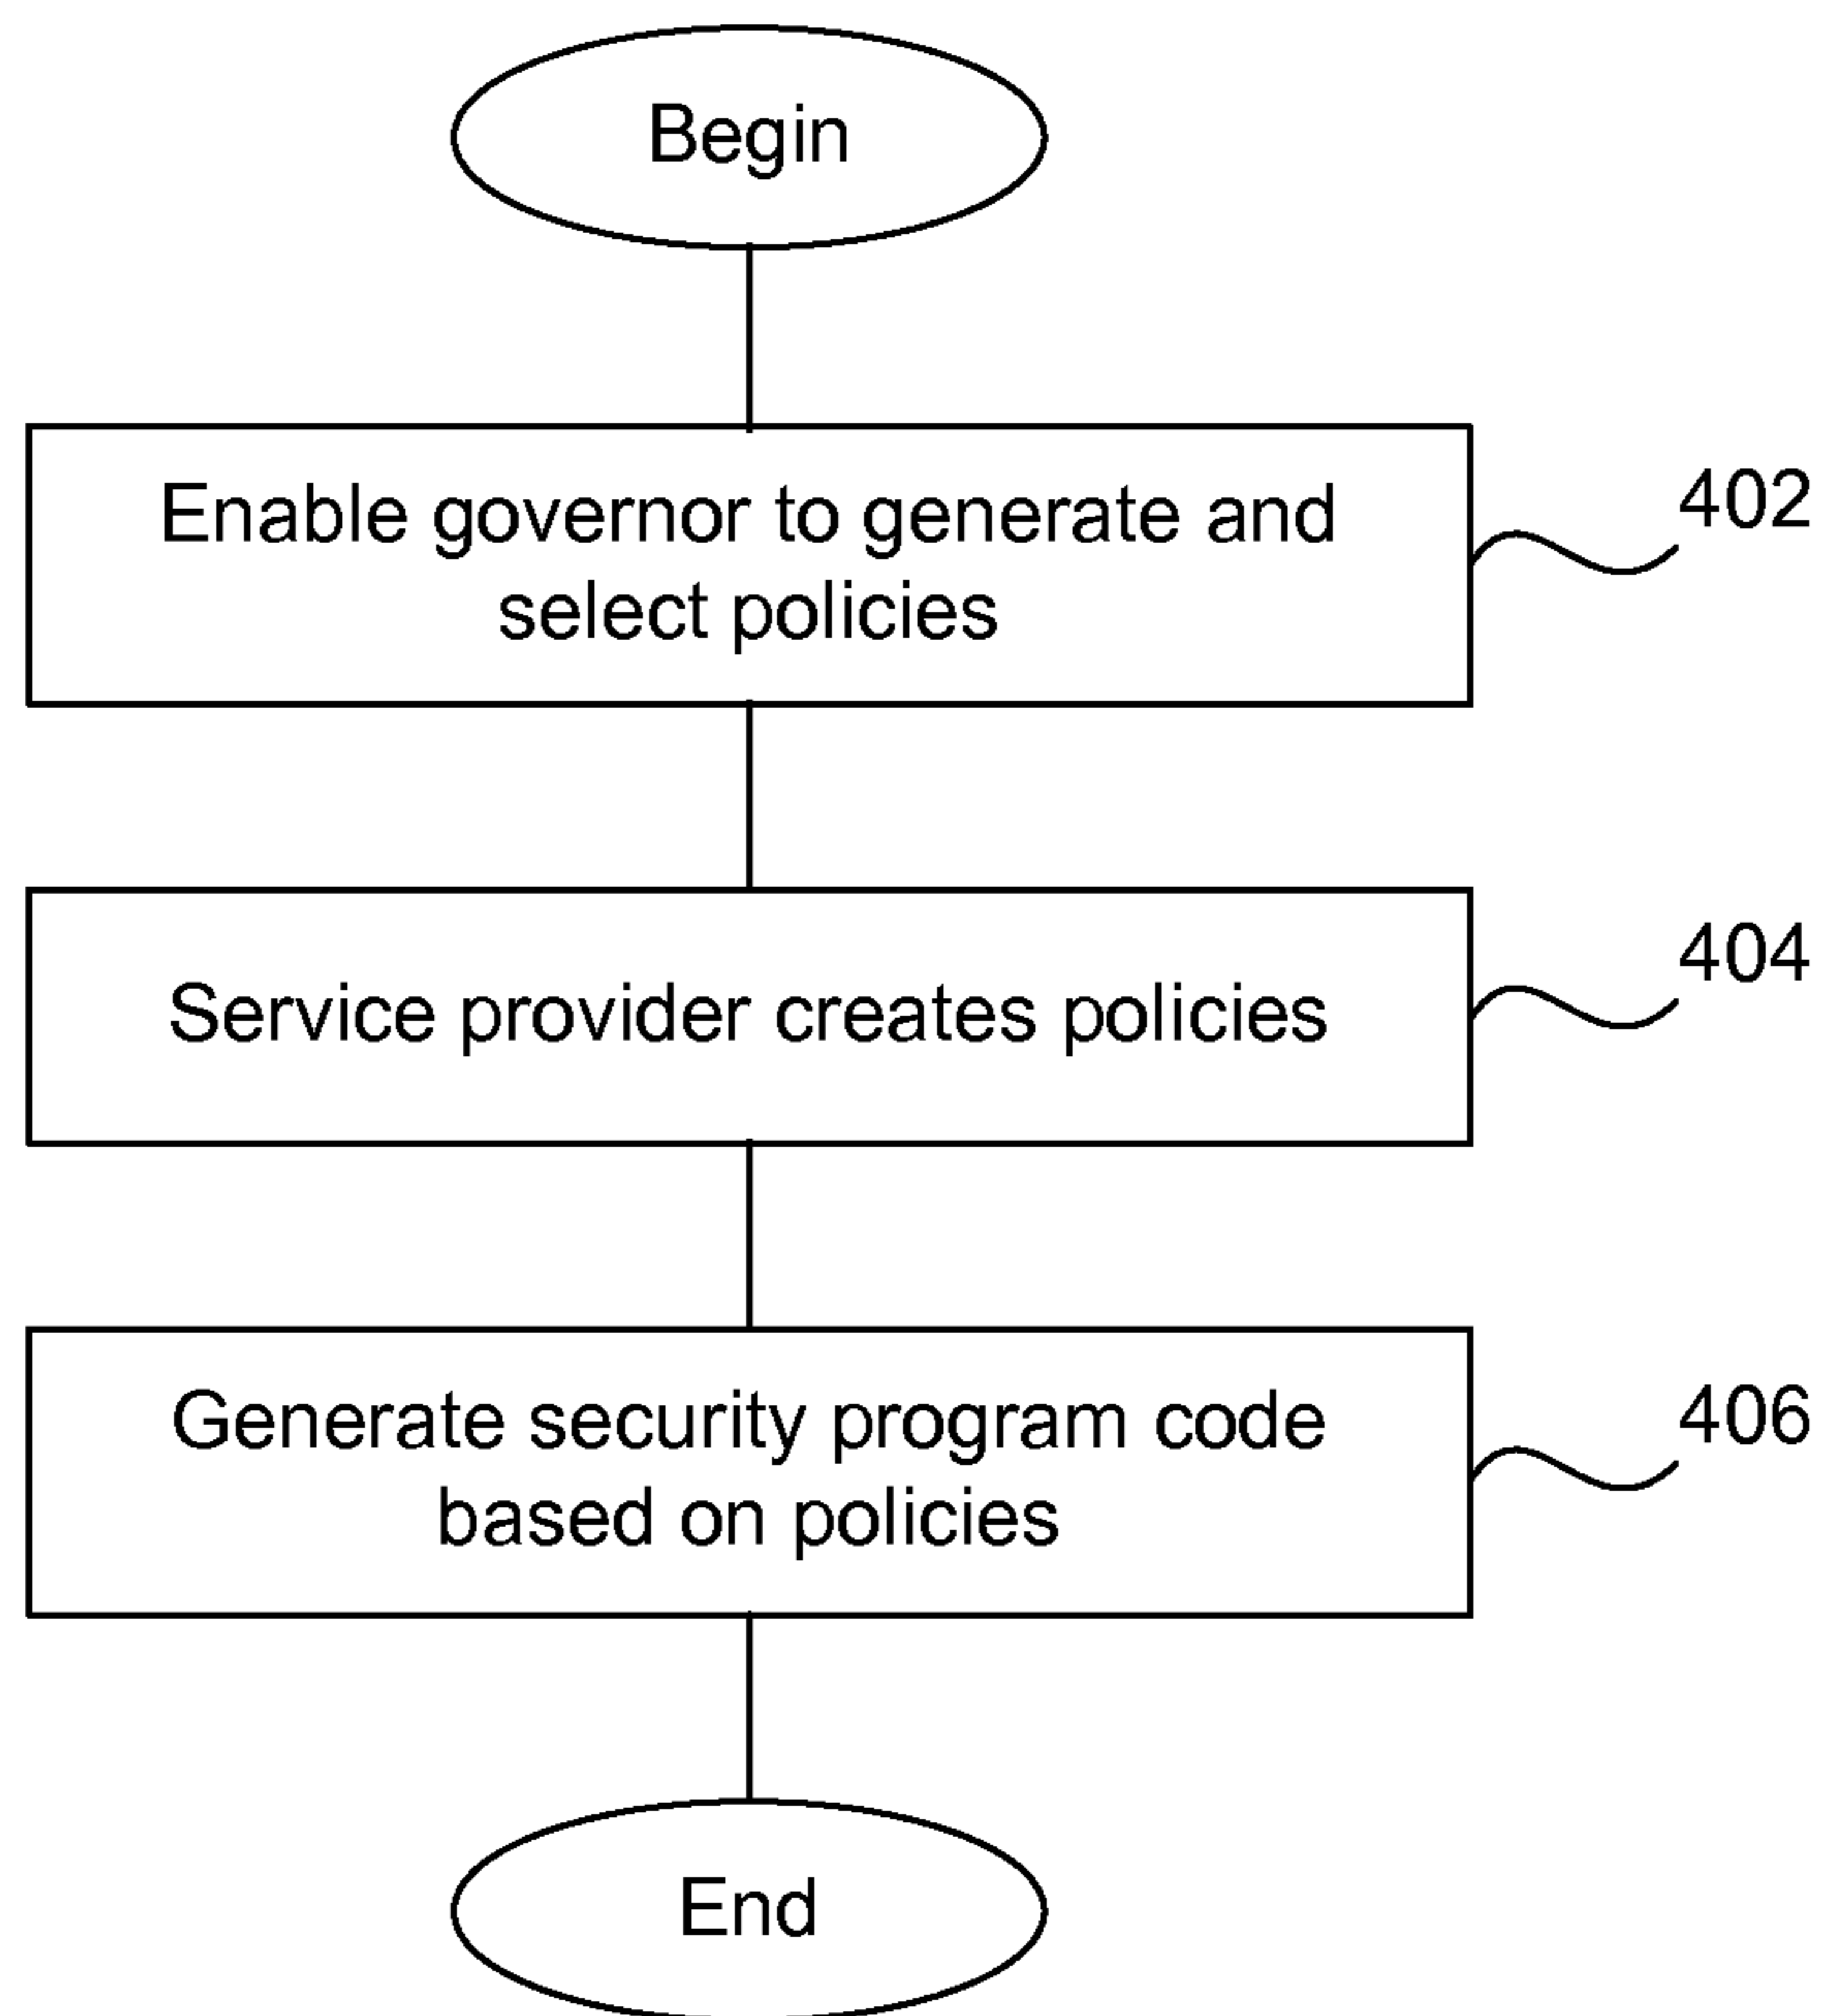 Begin
Enable governor to generate and
select policies
402
Service provider creates policies
404
Generate security program code
based on policies
406
End